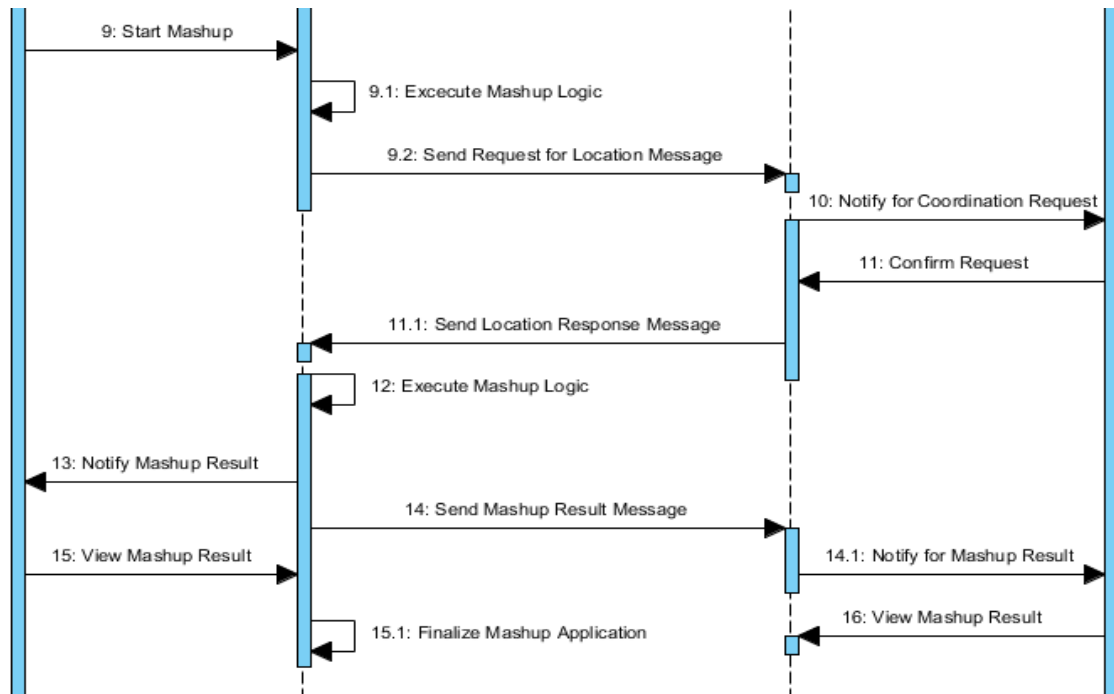 9: Start Mashup
9.1: Excecute Mashup Logic
9.2: Send Request for Location Message
10: Notify for Coordination Request
11: Confirm Request
11.1: Send Location Response Message
12: Execute Mashup Logic
13: Notify Mashup Result
14: Send Mashup Result Message
15: View Mashup Result
14.1: Notify for Mashup Result
16: View Mashup Result
15.1: Finalize Mashup Application